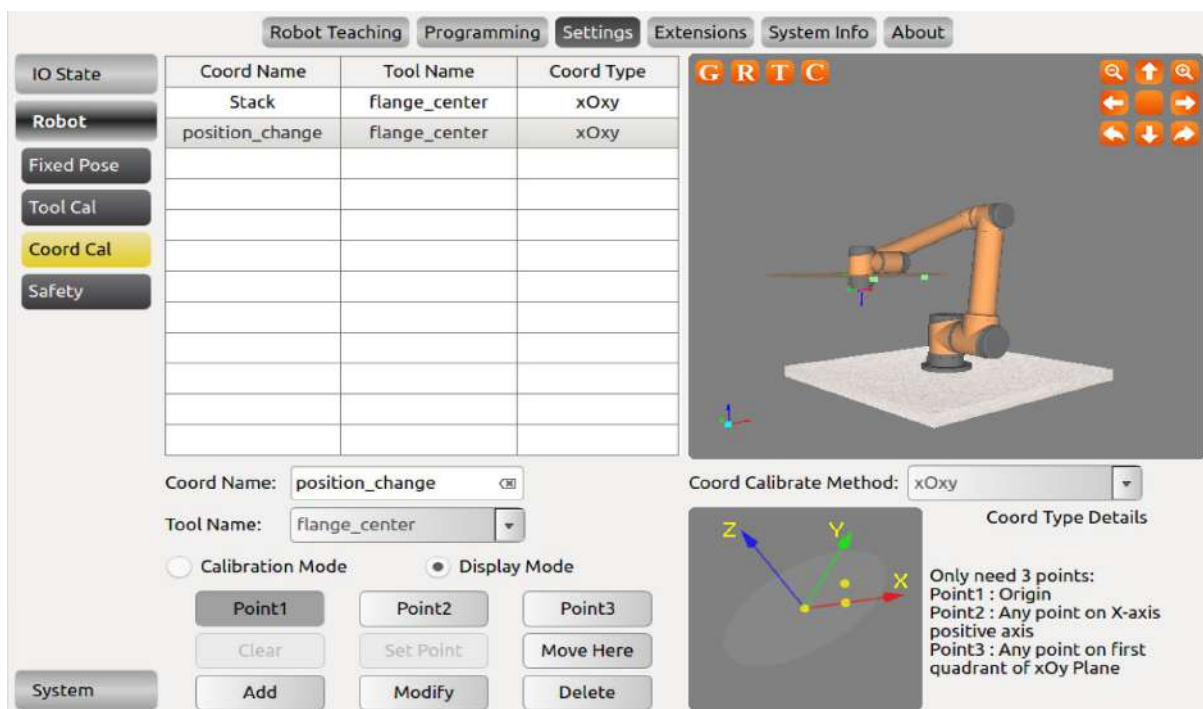 Robot Teaching Programming Settings Extensions System Info About
IO State
Robot
Fixed Pose
Tool Cal
Coord Cal
Safety
System
Coord Name Tool Name Coord Type
Stack flange_center xOxy
position_change flange_center xOxy
G R T C
Coord Name: position_change
Tool Name: flange_center
Calibration Mode Display Mode
Point1 Point2 Point3
Clear Set Point Move Here
Add Modify Delete
Coord Calibrate Method: xOxy
Z Y X
Coord Type Details
Only need 3 points:
Point1 : Origin
Point2 : Any point on X-axis
positive axis
Point3 : Any point on first
quadrant of xOy Plane